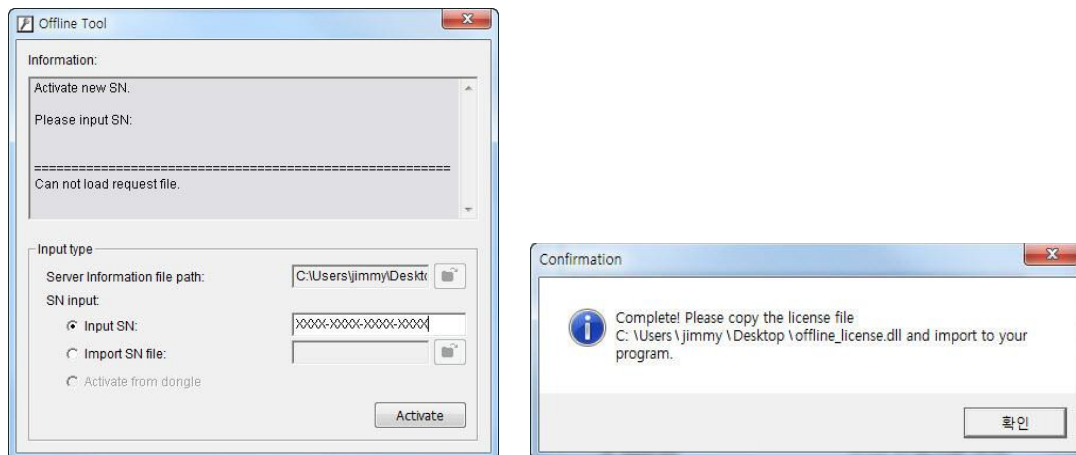 Offline Tool
Information:
Activate new SN.
Please input SN:
=======================================================
Can not load request file.
Input type
Server Information file path:
C:\Users\jimmy\Deskto
SN input:
Input SN:
XXXX-XXXX-XXXX-XXXX
Import SN file:
Activate from dongle
Activate
Confirmation
Complete! Please copy the license file
C: \Users \ jimmy \ Desktop \ offline_license.dll and import to your
program.
확인